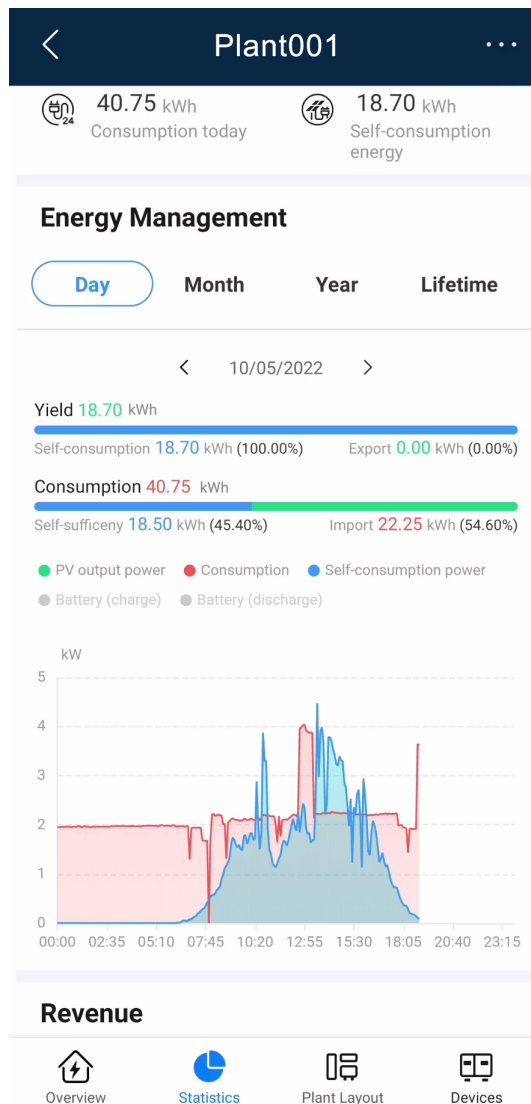 Plant001
40.75 kWh
Consumption today
24
18.70 kWh
Self-consumption
energy
Energy Management
Day Month Year Lifetime
10/05/2022
Yield 18.70 kWh
Self-consumption 18.70 kWh (100.00%) Export 0.00 kWh (0.00%)
Consumption 40.75 kWh
Self-sufficeny 18.50 kWh (45.40%) Import 22.25 kWh (54.60%)
PV output power Consumption Self-consumption power
Battery (charge) Battery (discharge)
kW
5
4
3
2
1
0
00:00 02:35 05:10 07:45 10:20 12:55 15:30 18:05 20:40 23:15
Revenue
Overview Statistics Plant Layout Devices